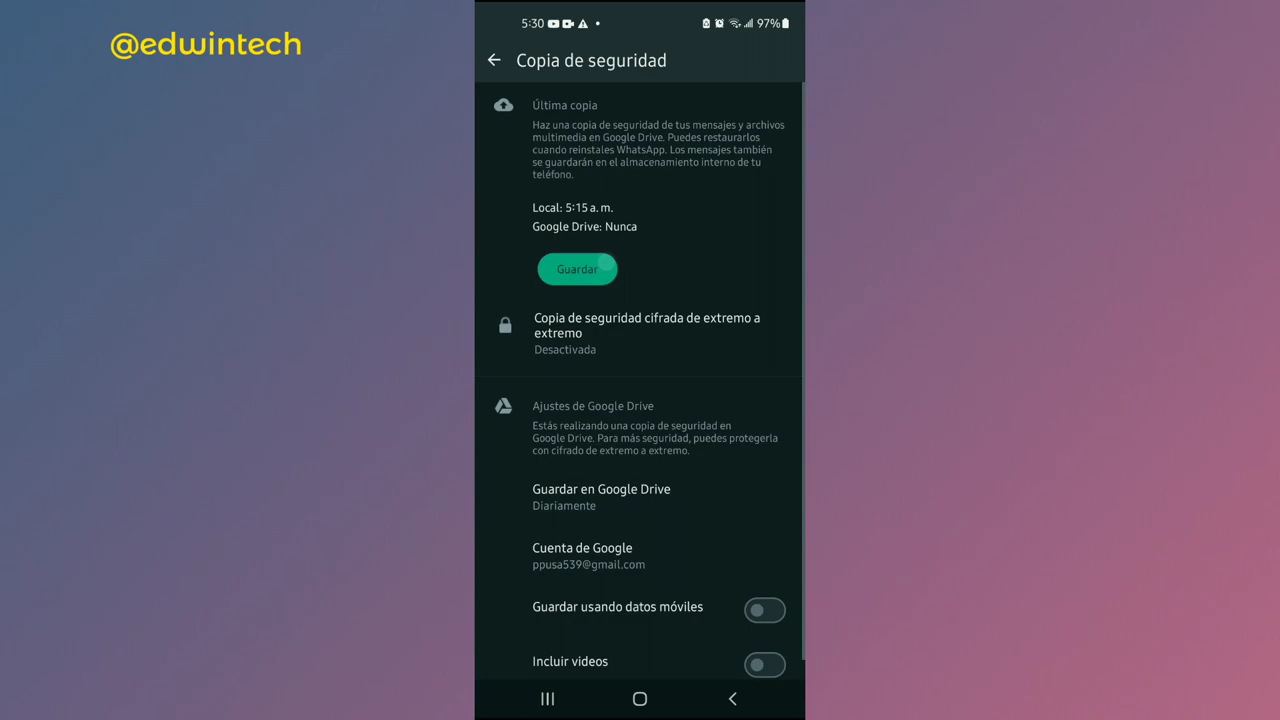 @edwintech
5:30
97%
Copia de seguridad
Última copia
Haz una copia de seguridad de tus mensajes y archivos
multimedia en Google Drive. Puedes restaurarlos
cuando reinstales WhatsApp. Los mensajes también
se guardarán en el almacenamiento interno de tu
teléfono.
Local: 5:15 a. m.
Google Drive: Nunca
Guardar
Copia de seguridad cifrada de extremo a
extremo
Desactivada
Ajustes de Google Drive
Estás realizando una copia de seguridad en
Google Drive. Para más seguridad, puedes protegerla
con cifrado de extremo a extremo.
Guardar en Google Drive
Diariamente
Cuenta de Google
ppusa539@gmail.com
Guardar usando datos móviles
Incluir videos